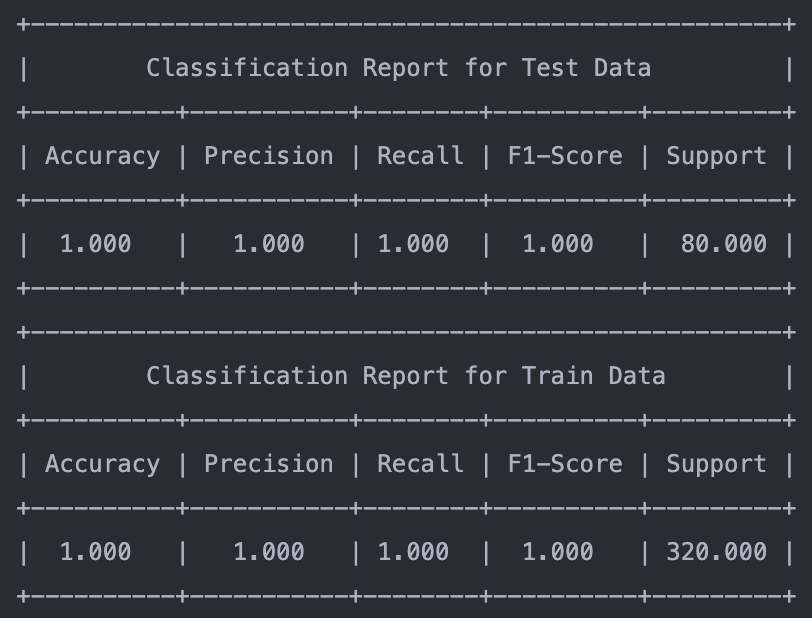 +----------------------------------------------------+
|        Classification Report for Test Data         |
+----------+-----------+--------+----------+---------+
| Accuracy | Precision | Recall | F1-Score | Support |
+----------+-----------+--------+----------+---------+
|  1.000   |   1.000   | 1.000  |  1.000   |  80.000 |
+----------+-----------+--------+----------+---------+
+----------------------------------------------------+
|        Classification Report for Train Data        |
+----------+-----------+--------+----------+---------+
| Accuracy | Precision | Recall | F1-Score | Support |
+----------+-----------+--------+----------+---------+
|  1.000   |   1.000   | 1.000  |  1.000   | 320.000 |
+----------+-----------+--------+----------+---------+